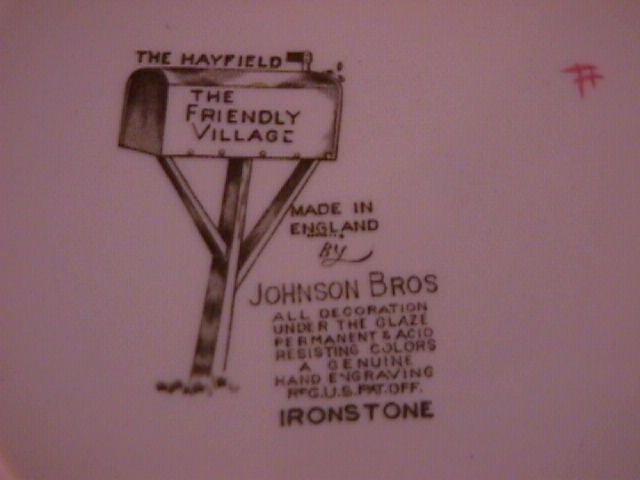 THE HAYFIELD
THE
FRIENDLY
VILLAGE
MADE IN
ENGLAND
By
JOHNSON BROS
ALL DECORATION
UNDER THE GLAZE
PERMANENT & ACID
RESISTING COLORS
A GENUINE
HAND ENGRAVING
REG.U.S.PAT.OFF.
IRONSTONE